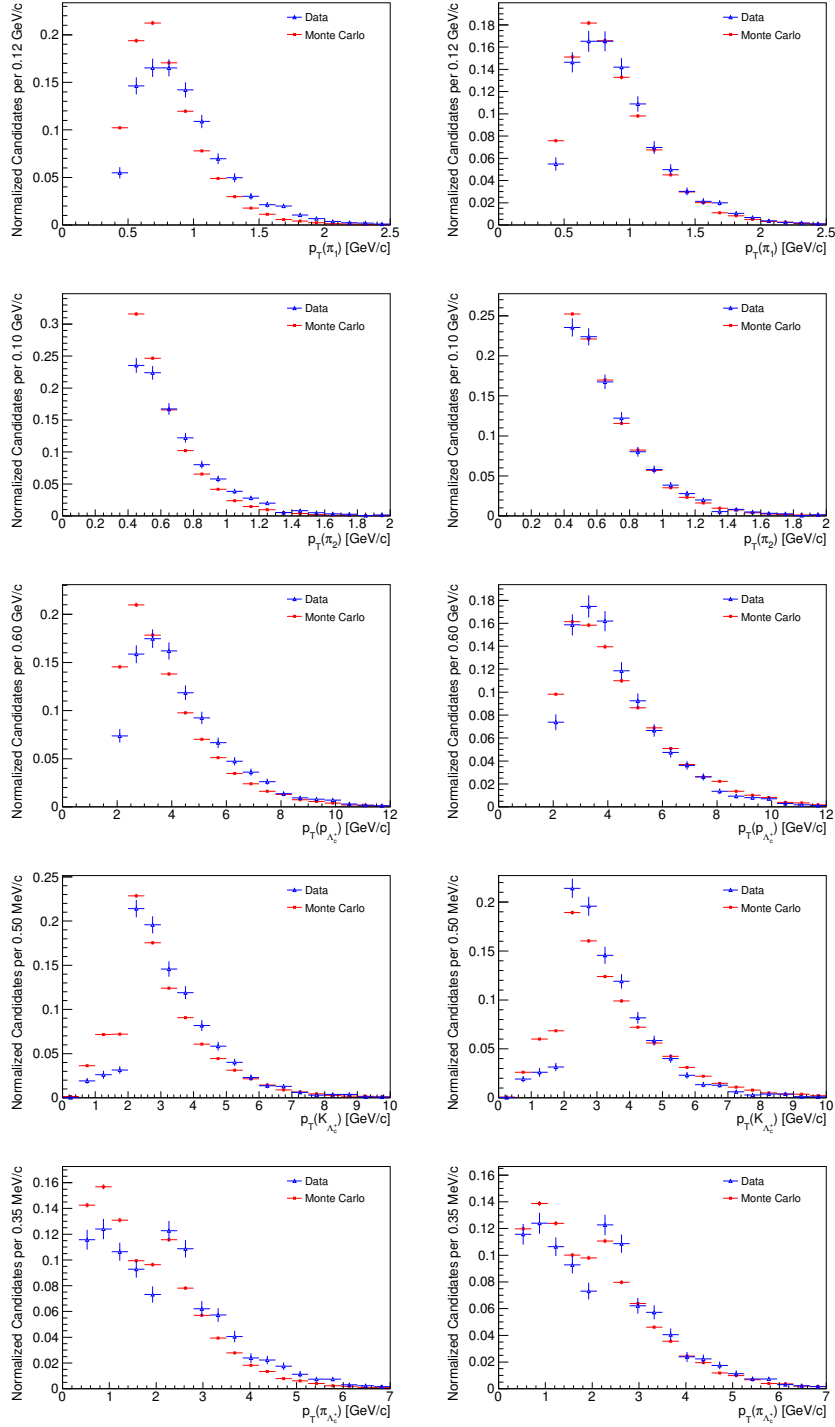 Normalized Candidates per 0.12 GeV/c
0.2
0.15
0.1
0.05
0
Data
Monte Carlo
0 0.5 1 1.5 2 2.5
p_T(π_1) [GeV/c]
Normalized Candidates per 0.12 GeV/c
0.18
0.16
0.14
0.12
0.1
0.08
0.06
0.04
0.02
0
Data
Monte Carlo
0 0.5 1 1.5 2 2.5
p_T(π_1) [GeV/c]
Normalized Candidates per 0.10 GeV/c
0.3
0.25
0.2
0.15
0.1
0.05
0
Data
Monte Carlo
0 0.2 0.4 0.6 0.8 1 1.2 1.4 1.6 1.8 2
p_T(π_2) [GeV/c]
Normalized Candidates per 0.10 GeV/c
0.25
0.2
0.15
0.1
0.05
0
Data
Monte Carlo
0 0.2 0.4 0.6 0.8 1 1.2 1.4 1.6 1.8 2
p_T(π_2) [GeV/c]
Normalized Candidates per 0.60 GeV/c
0.2
0.15
0.1
0.05
0
Data
Monte Carlo
0 2 4 6 8 10 12
p_T(p_{Λ_c^+}) [GeV/c]
Normalized Candidates per 0.60 GeV/c
0.18
0.16
0.14
0.12
0.1
0.08
0.06
0.04
0.02
0
Data
Monte Carlo
0 2 4 6 8 10 12
p_T(p_{Λ_c^+}) [GeV/c]
Normalized Candidates per 0.50 MeV/c
0.25
0.2
0.15
0.1
0.05
0
Data
Monte Carlo
0 1 2 3 4 5 6 7 8 9 10
p_T(K_{Λ_c^+}) [GeV/c]
Normalized Candidates per 0.50 MeV/c
0.2
0.15
0.1
0.05
0
Data
Monte Carlo
0 1 2 3 4 5 6 7 8 9 10
p_T(K_{Λ_c^+}) [GeV/c]
Normalized Candidates per 0.35 MeV/c
0.16
0.14
0.12
0.1
0.08
0.06
0.04
0.02
0
Data
Monte Carlo
0 1 2 3 4 5 6 7
p_T(π_{Λ_c^+}) [GeV/c]
Normalized Candidates per 0.35 MeV/c
0.16
0.14
0.12
0.1
0.08
0.06
0.04
0.02
0
Data
Monte Carlo
0 1 2 3 4 5 6 7
p_T(π_{Λ_c^+}) [GeV/c]